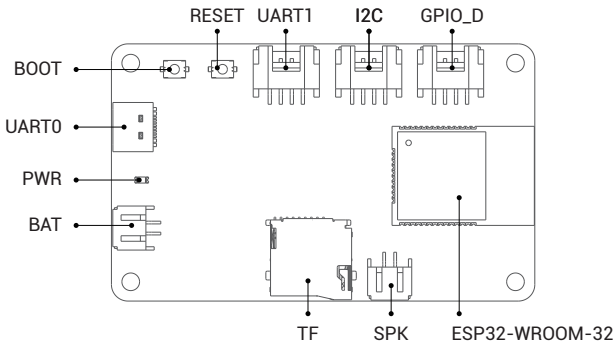 RESET UART1 I2C GPIO_D
BOOT
UART0
PWR
BAT
TF SPK ESP32-WROOM-32